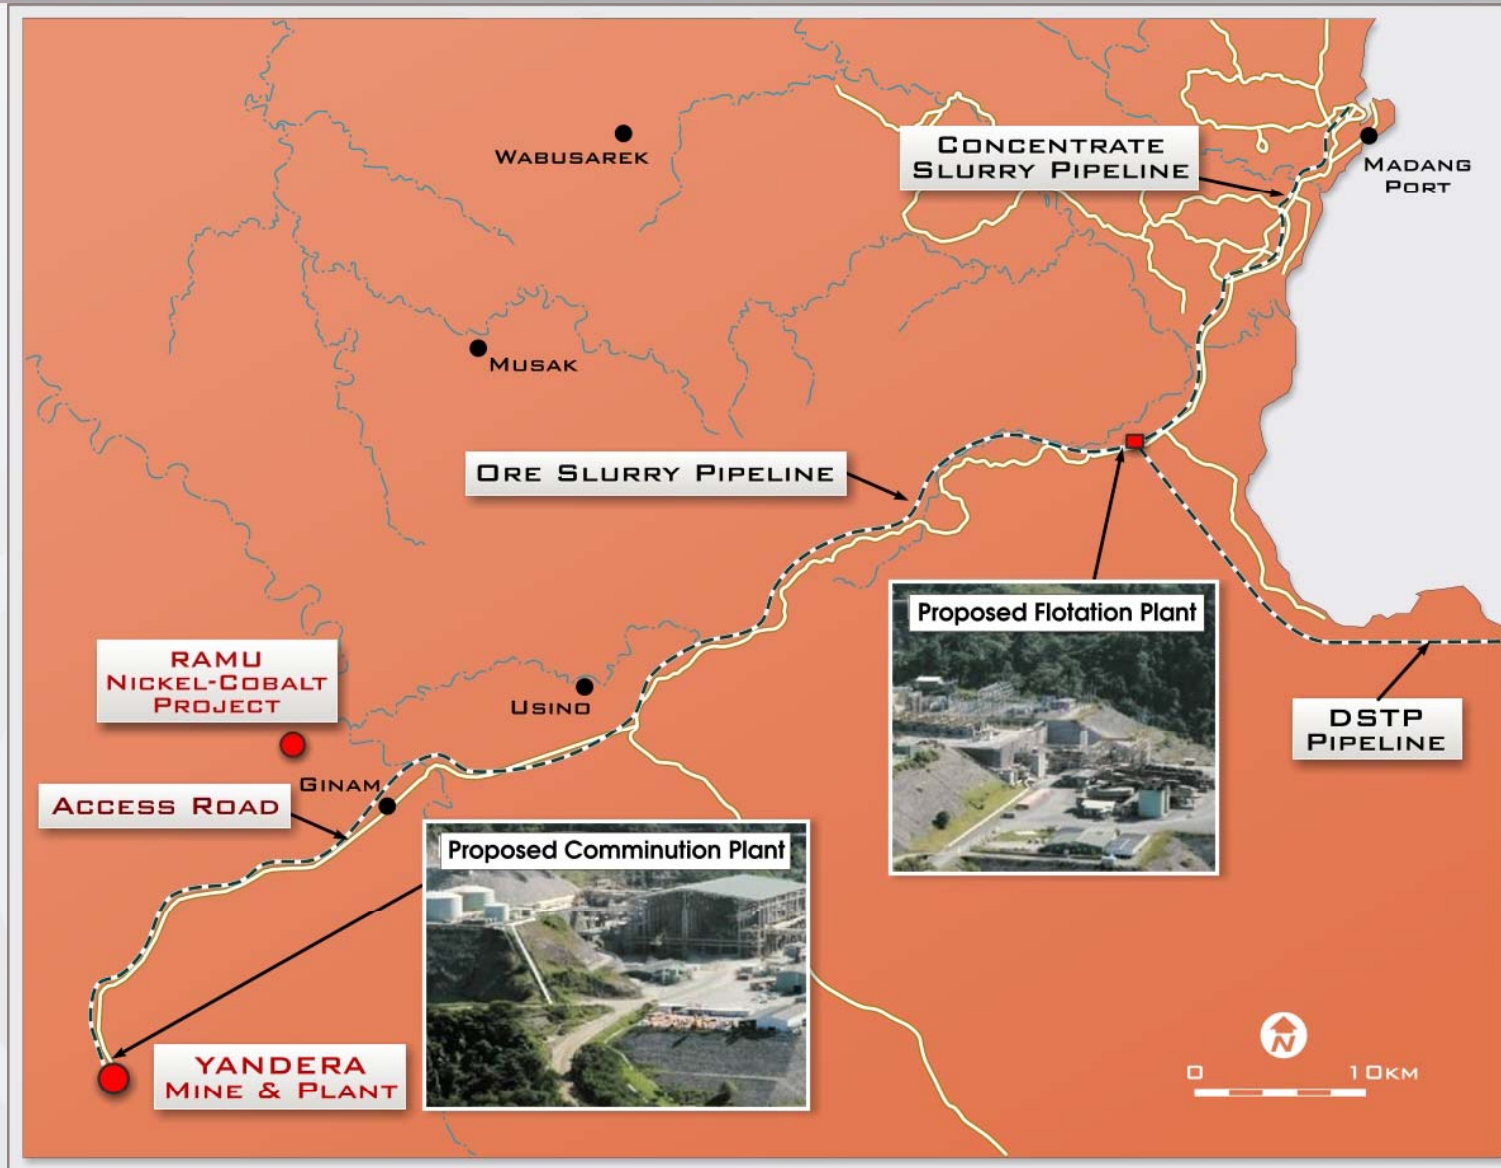 WABUSAREK
CONCENTRATE
SLURRY PIPELINE
MADANG
PORT
MUSAK
ORE SLURRY PIPELINE
Proposed Flotation Plant
RAMU
NICKEL-COBALT
PROJECT
USINO
DSTP
PIPELINE
GINAM
ACCESS ROAD
Proposed Comminution Plant
YANDERA
MINE & PLANT
N
0 10KM